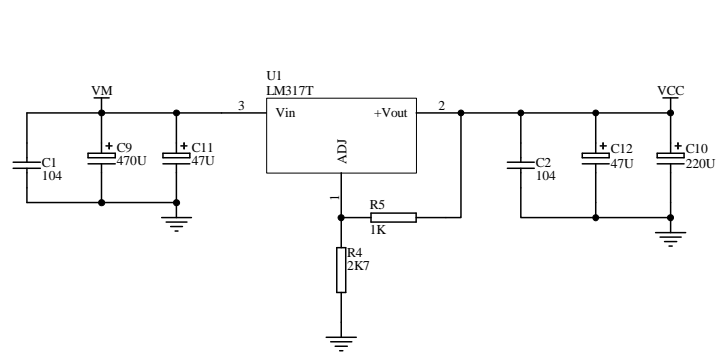 U1
LM317T
VM
VCC
3
Vin
+Vout
2
ADJ
1
+
C9
470U
+
C11
47U
C1
104
+
C12
47U
+
C10
220U
C2
104
R5
1K
R4
2K7